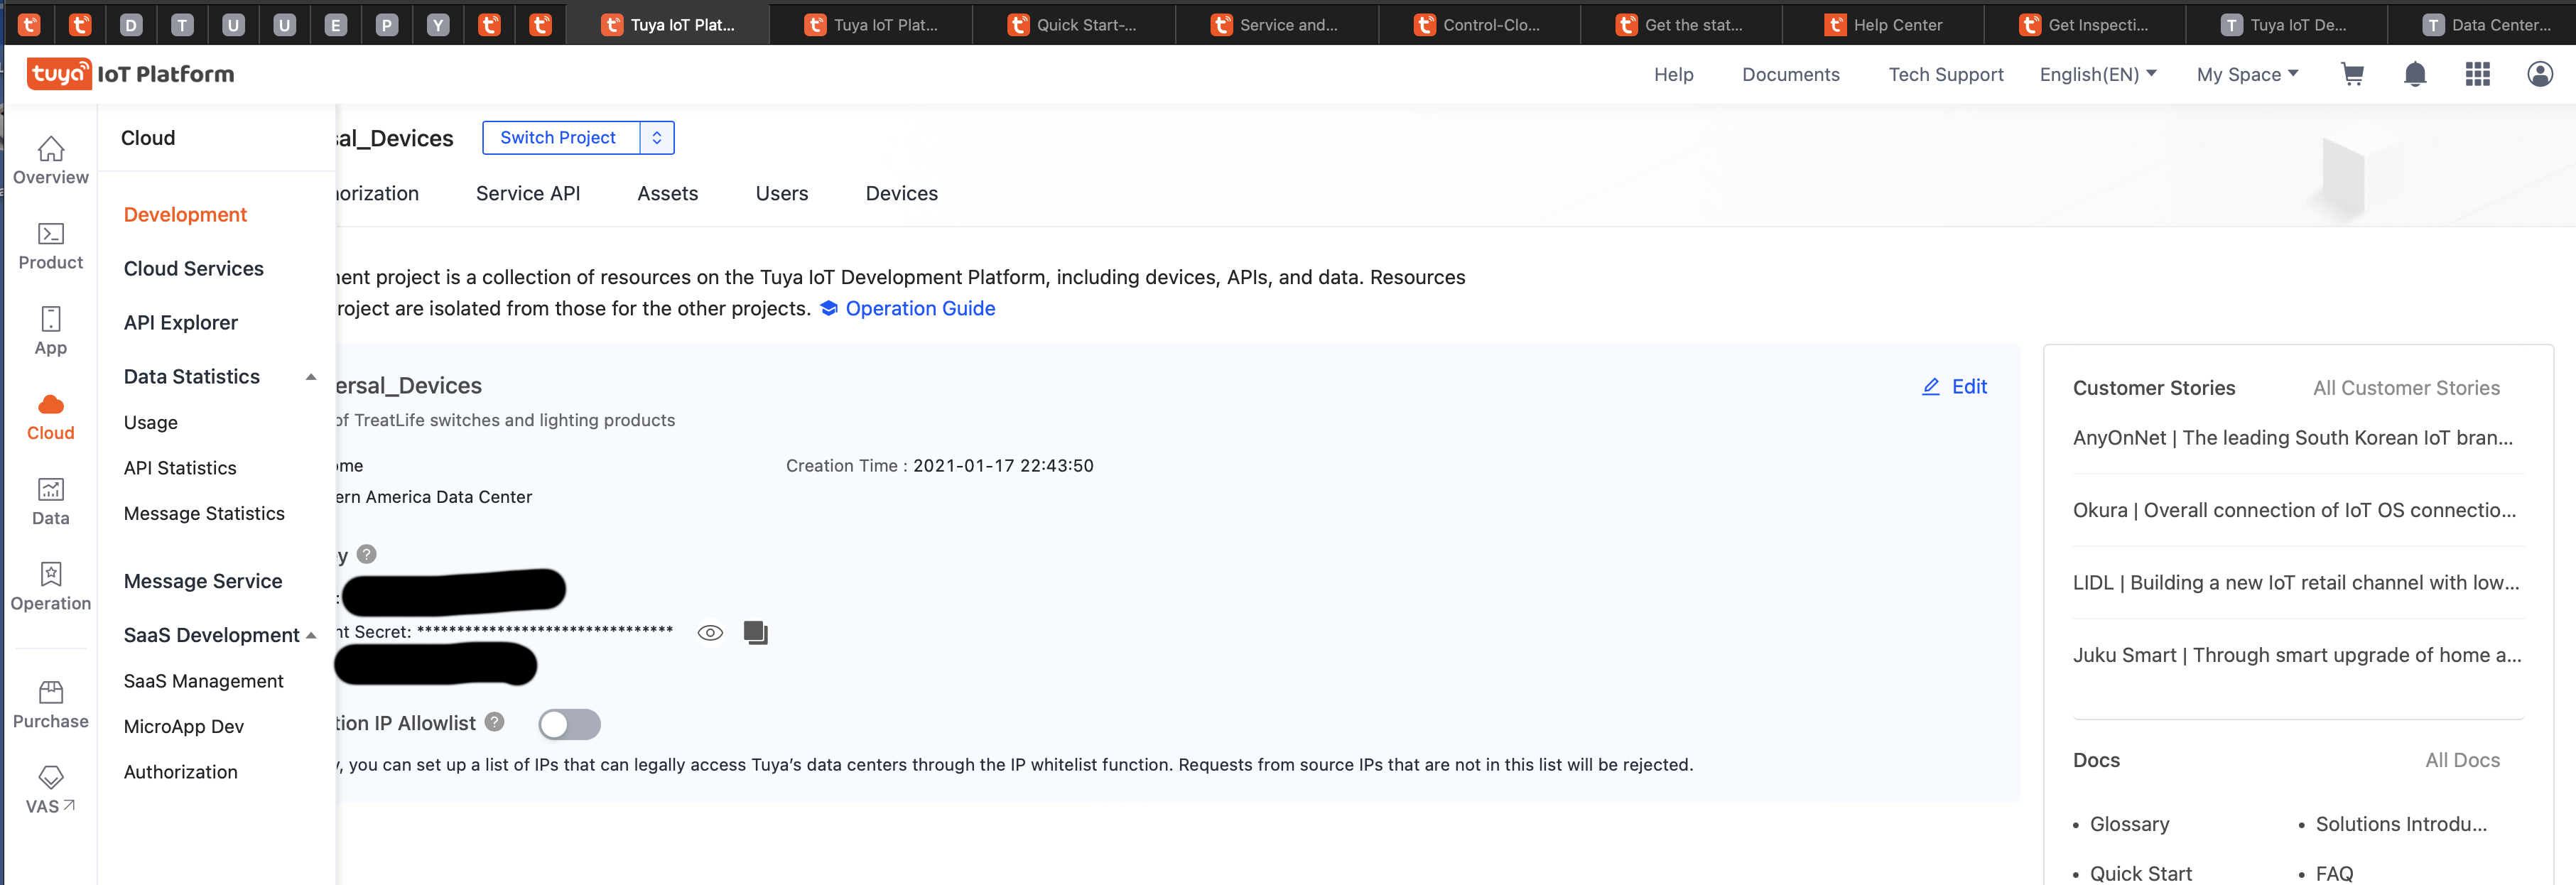 D
T
U
U
E
P
Y
Tuya IoT Plat...
Tuya IoT Plat...
Quick Start-...
Service and...
Control-Clo...
Get the stat...
Help Center
Get Inspecti...
T Tuya IoT De...
T Data Center...
tuya IoT Platform
Help
Documents
Tech Support
English(EN)
My Space
Overview
Product
App
Cloud
Data
Operation
Purchase
VAS
Cloud
Development
Cloud Services
API Explorer
Data Statistics
Usage
API Statistics
Message Statistics
Message Service
SaaS Development
SaaS Management
MicroApp Dev
Authorization
sal_Devices
Switch Project
norization
Service API
Assets
Users
Devices
ent project is a collection of resources on the Tuya IoT Development Platform, including devices, APIs, and data. Resources
roject are isolated from those for the other projects. Operation Guide
ersal_Devices
Edit
of TreatLife switches and lighting products
ome
Creation Time : 2021-01-17 22:43:50
ern America Data Center
y ?
:
nt Secret: ********************************
tion IP Allowlist ?
y, you can set up a list of IPs that can legally access Tuya's data centers through the IP whitelist function. Requests from source IPs that are not in this list will be rejected.
Customer Stories
All Customer Stories
AnyOnNet | The leading South Korean IoT bran...
Okura | Overall connection of IoT OS connectio...
LIDL | Building a new IoT retail channel with low...
Juku Smart | Through smart upgrade of home a...
Docs
All Docs
• Glossary
• Solutions Introdu...
• Quick Start
• FAQ